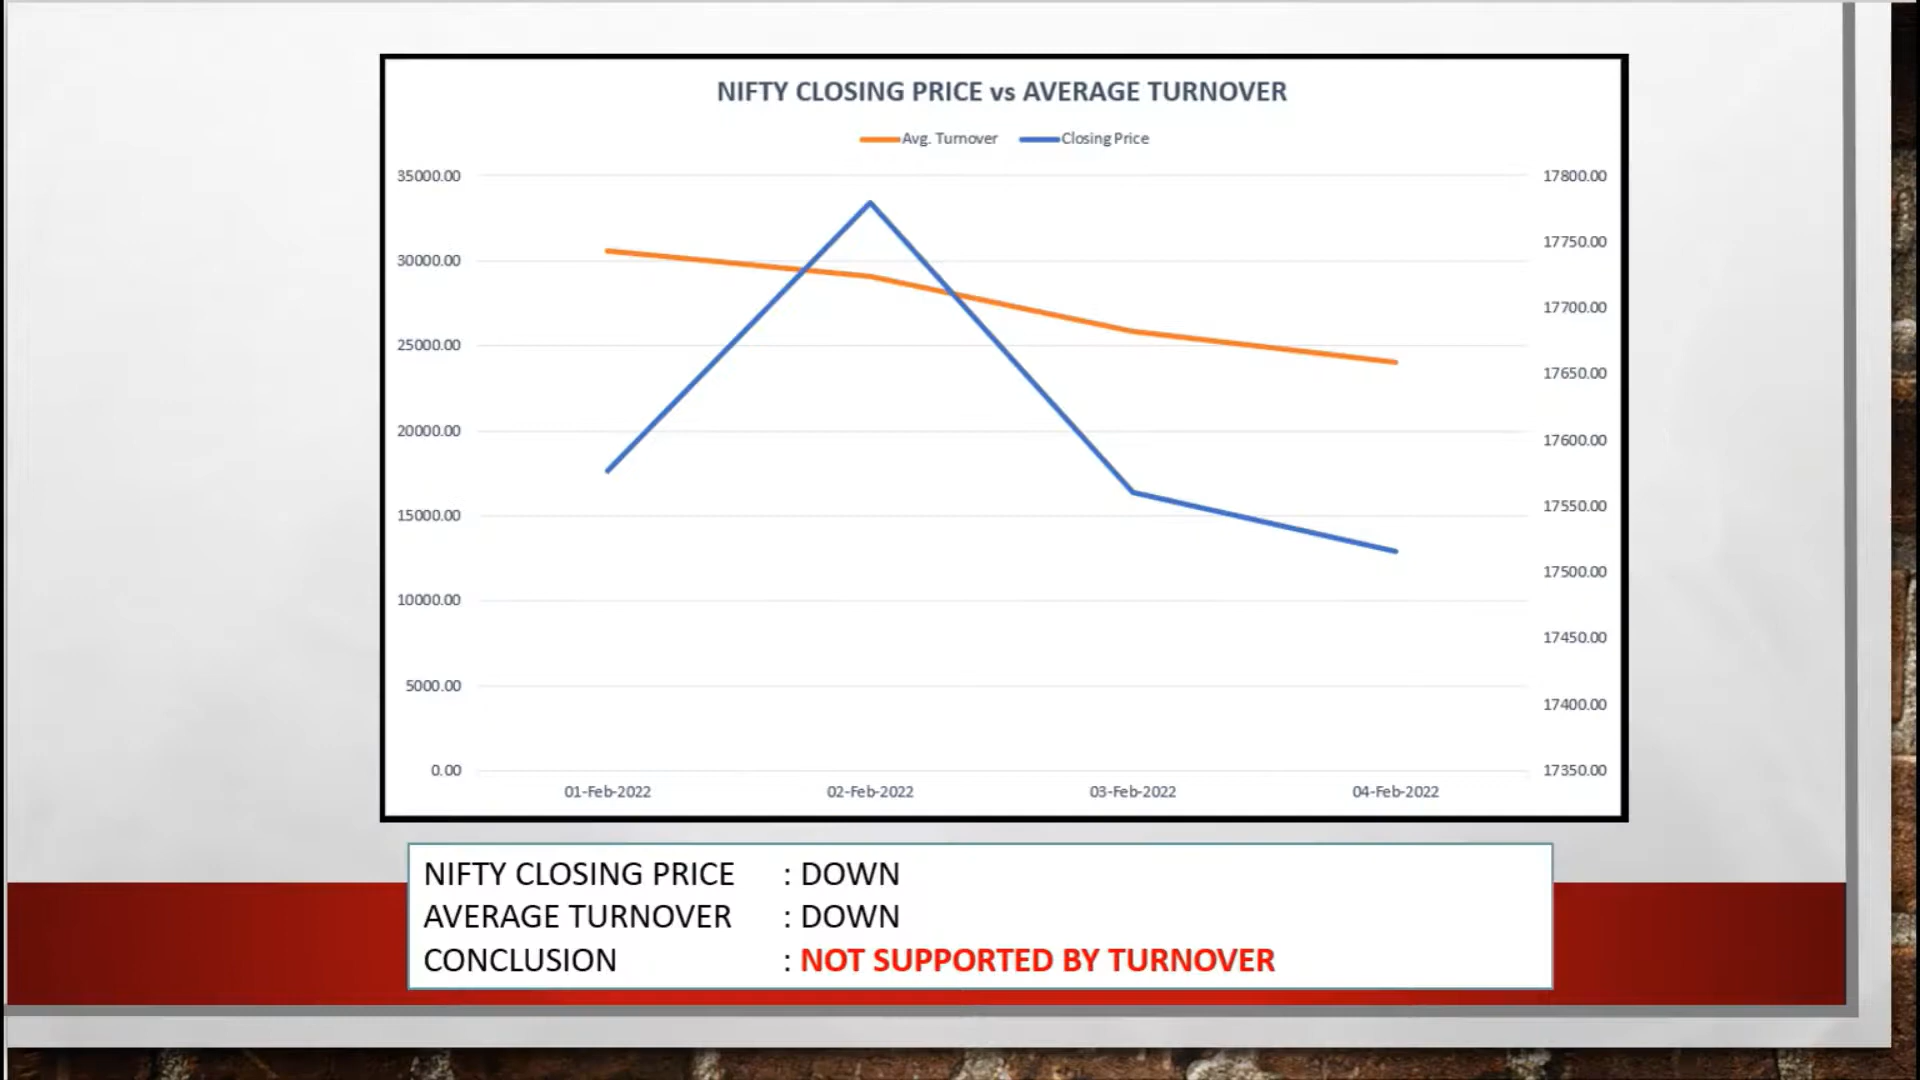 NIFTY CLOSING PRICE vs AVERAGE TURNOVER
Avg. Turnover Closing Price
35000.00 17800.00
17750.00
30000.00
17700.00
25000.00
17650.00
20000.00 17600.00
15000.00 17550.00
17500.00
10000.00
17450.00
5000.00
17400.00
0.00 17350.00
01-Feb-2022 02-Feb-2022 03-Feb-2022 04-Feb-2022
NIFTY CLOSING PRICE : DOWN
AVERAGE TURNOVER : DOWN
CONCLUSION : NOT SUPPORTED BY TURNOVER